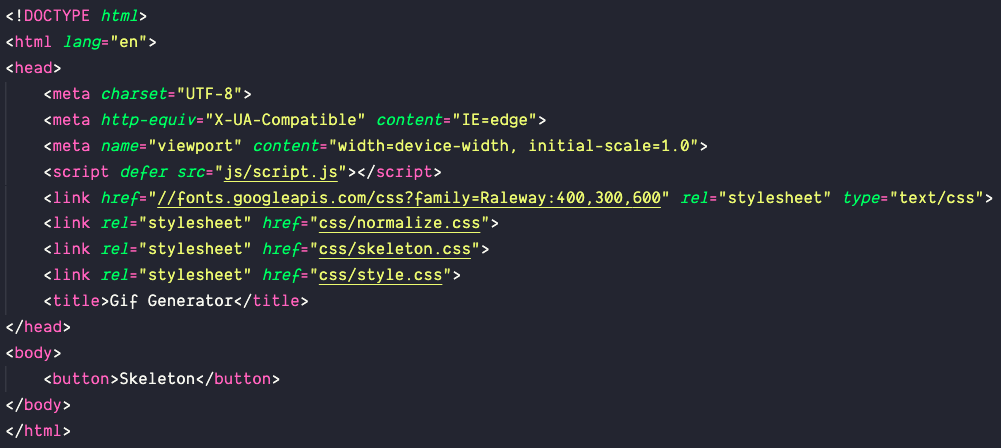 <!DOCTYPE html>
<html lang="en">
<head>
    <meta charset="UTF-8">
    <meta http-equiv="X-UA-Compatible" content="IE=edge">
    <meta name="viewport" content="width=device-width, initial-scale=1.0">
    <script defer src="js/script.js"></script>
    <link href="//fonts.googleapis.com/css?family=Raleway:400,300,600" rel="stylesheet" type="text/css">
    <link rel="stylesheet" href="css/normalize.css">
    <link rel="stylesheet" href="css/skeleton.css">
    <link rel="stylesheet" href="css/style.css">
    <title>Gif Generator</title>
</head>
<body>
    <button>Skeleton</button>
</body>
</html>